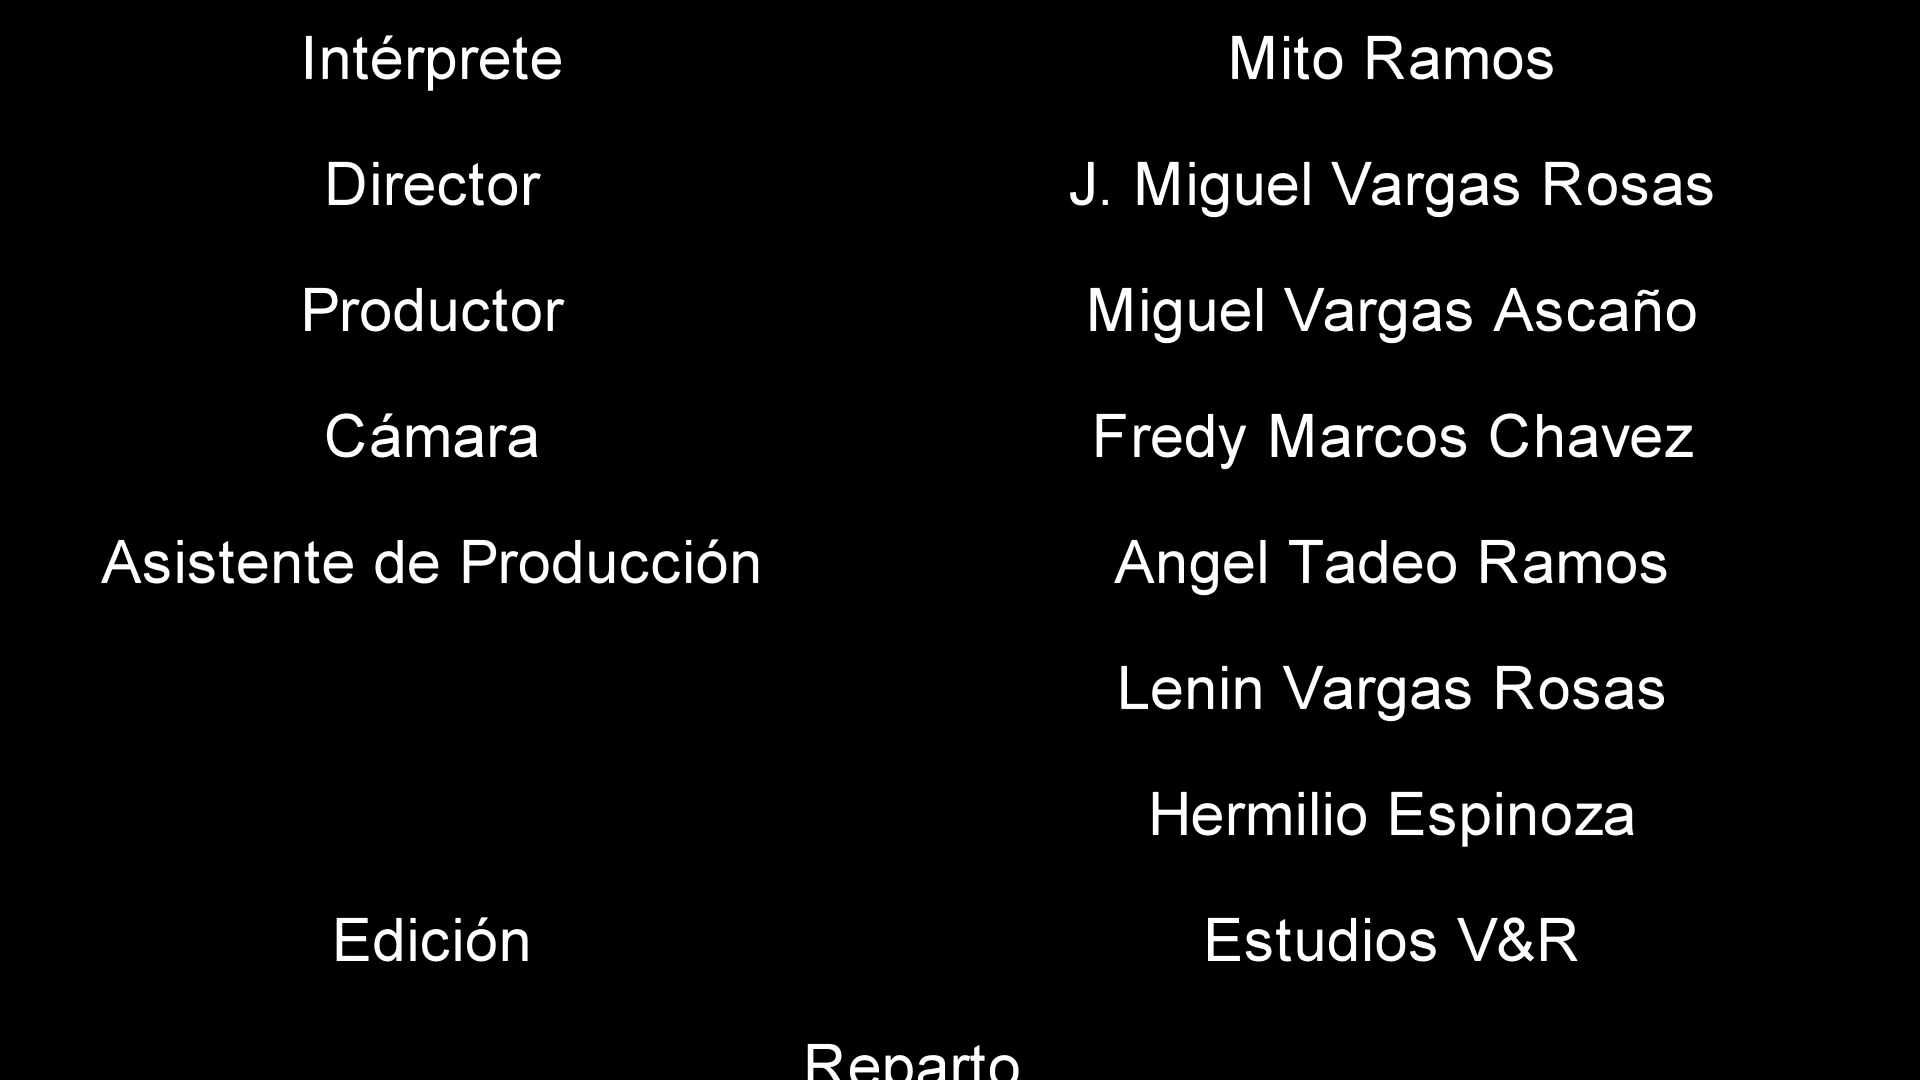 Intérprete Mito Ramos
Director J. Miguel Vargas Rosas
Productor Miguel Vargas Ascaño
Cámara Fredy Marcos Chavez
Asistente de Producción Angel Tadeo Ramos
Lenin Vargas Rosas
Hermilio Espinoza
Edición Estudios V&R
Reparto